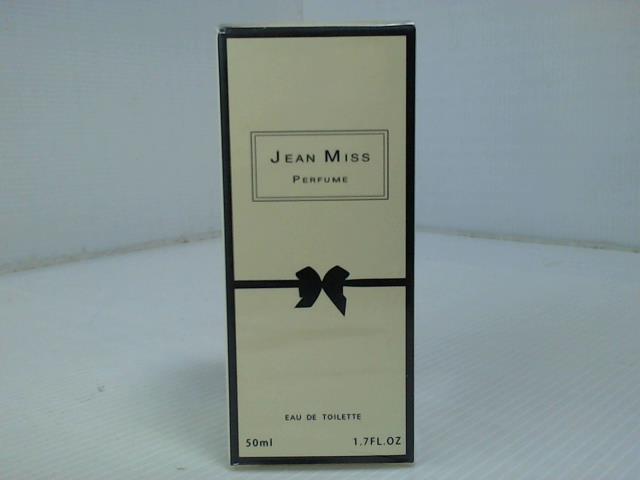 JEAN MISS
PERFUME
EAU DE TOILETTE
50ml 1.7FL.OZ